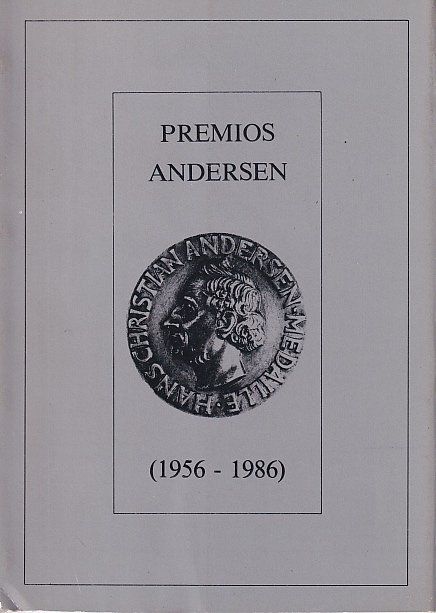 PREMIOS
ANDERSEN
HANS CHRISTIAN ANDERSEN-MEDAILLE ·
(1956 - 1986)